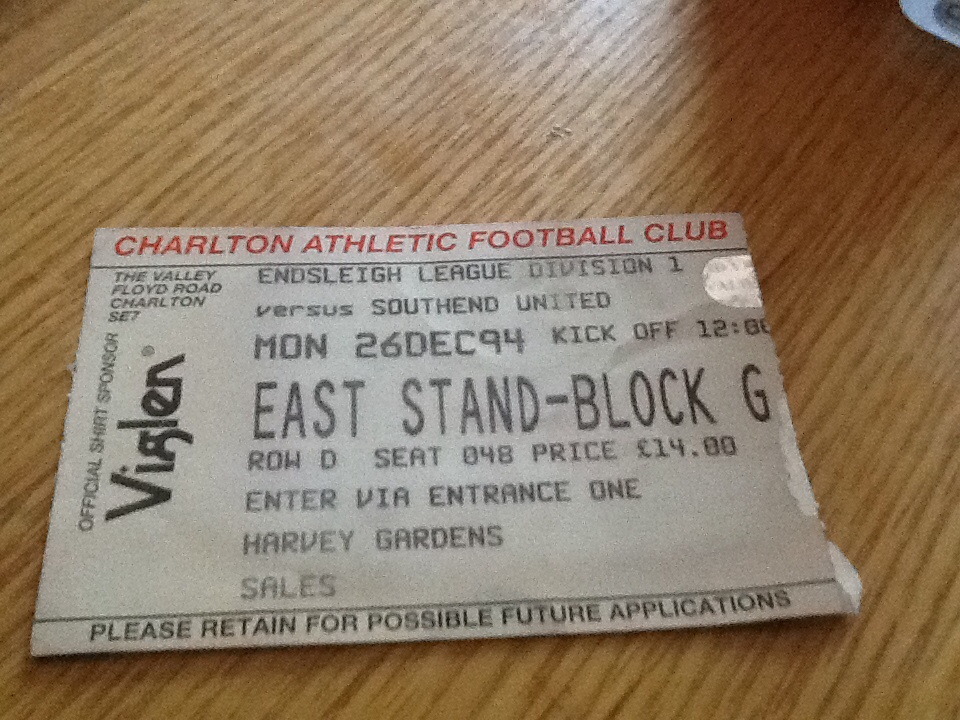 CHARLTON ATHLETIC FOOTBALL CLUB
THE VALLEY
FLOYD ROAD
CHARLTON
SE7
OFFICIAL SHIRT SPONSOR
Viglen ®
ENDSLEIGH LEAGUE DIVISION 1
versus SOUTHEND UNITED
MON 26DEC94 KICK OFF 12:00
EAST STAND-BLOCK G
ROW D SEAT 048 PRICE £14.00
ENTER VIA ENTRANCE ONE
HARVEY GARDENS
SALES
PLEASE RETAIN FOR POSSIBLE FUTURE APPLICATIONS